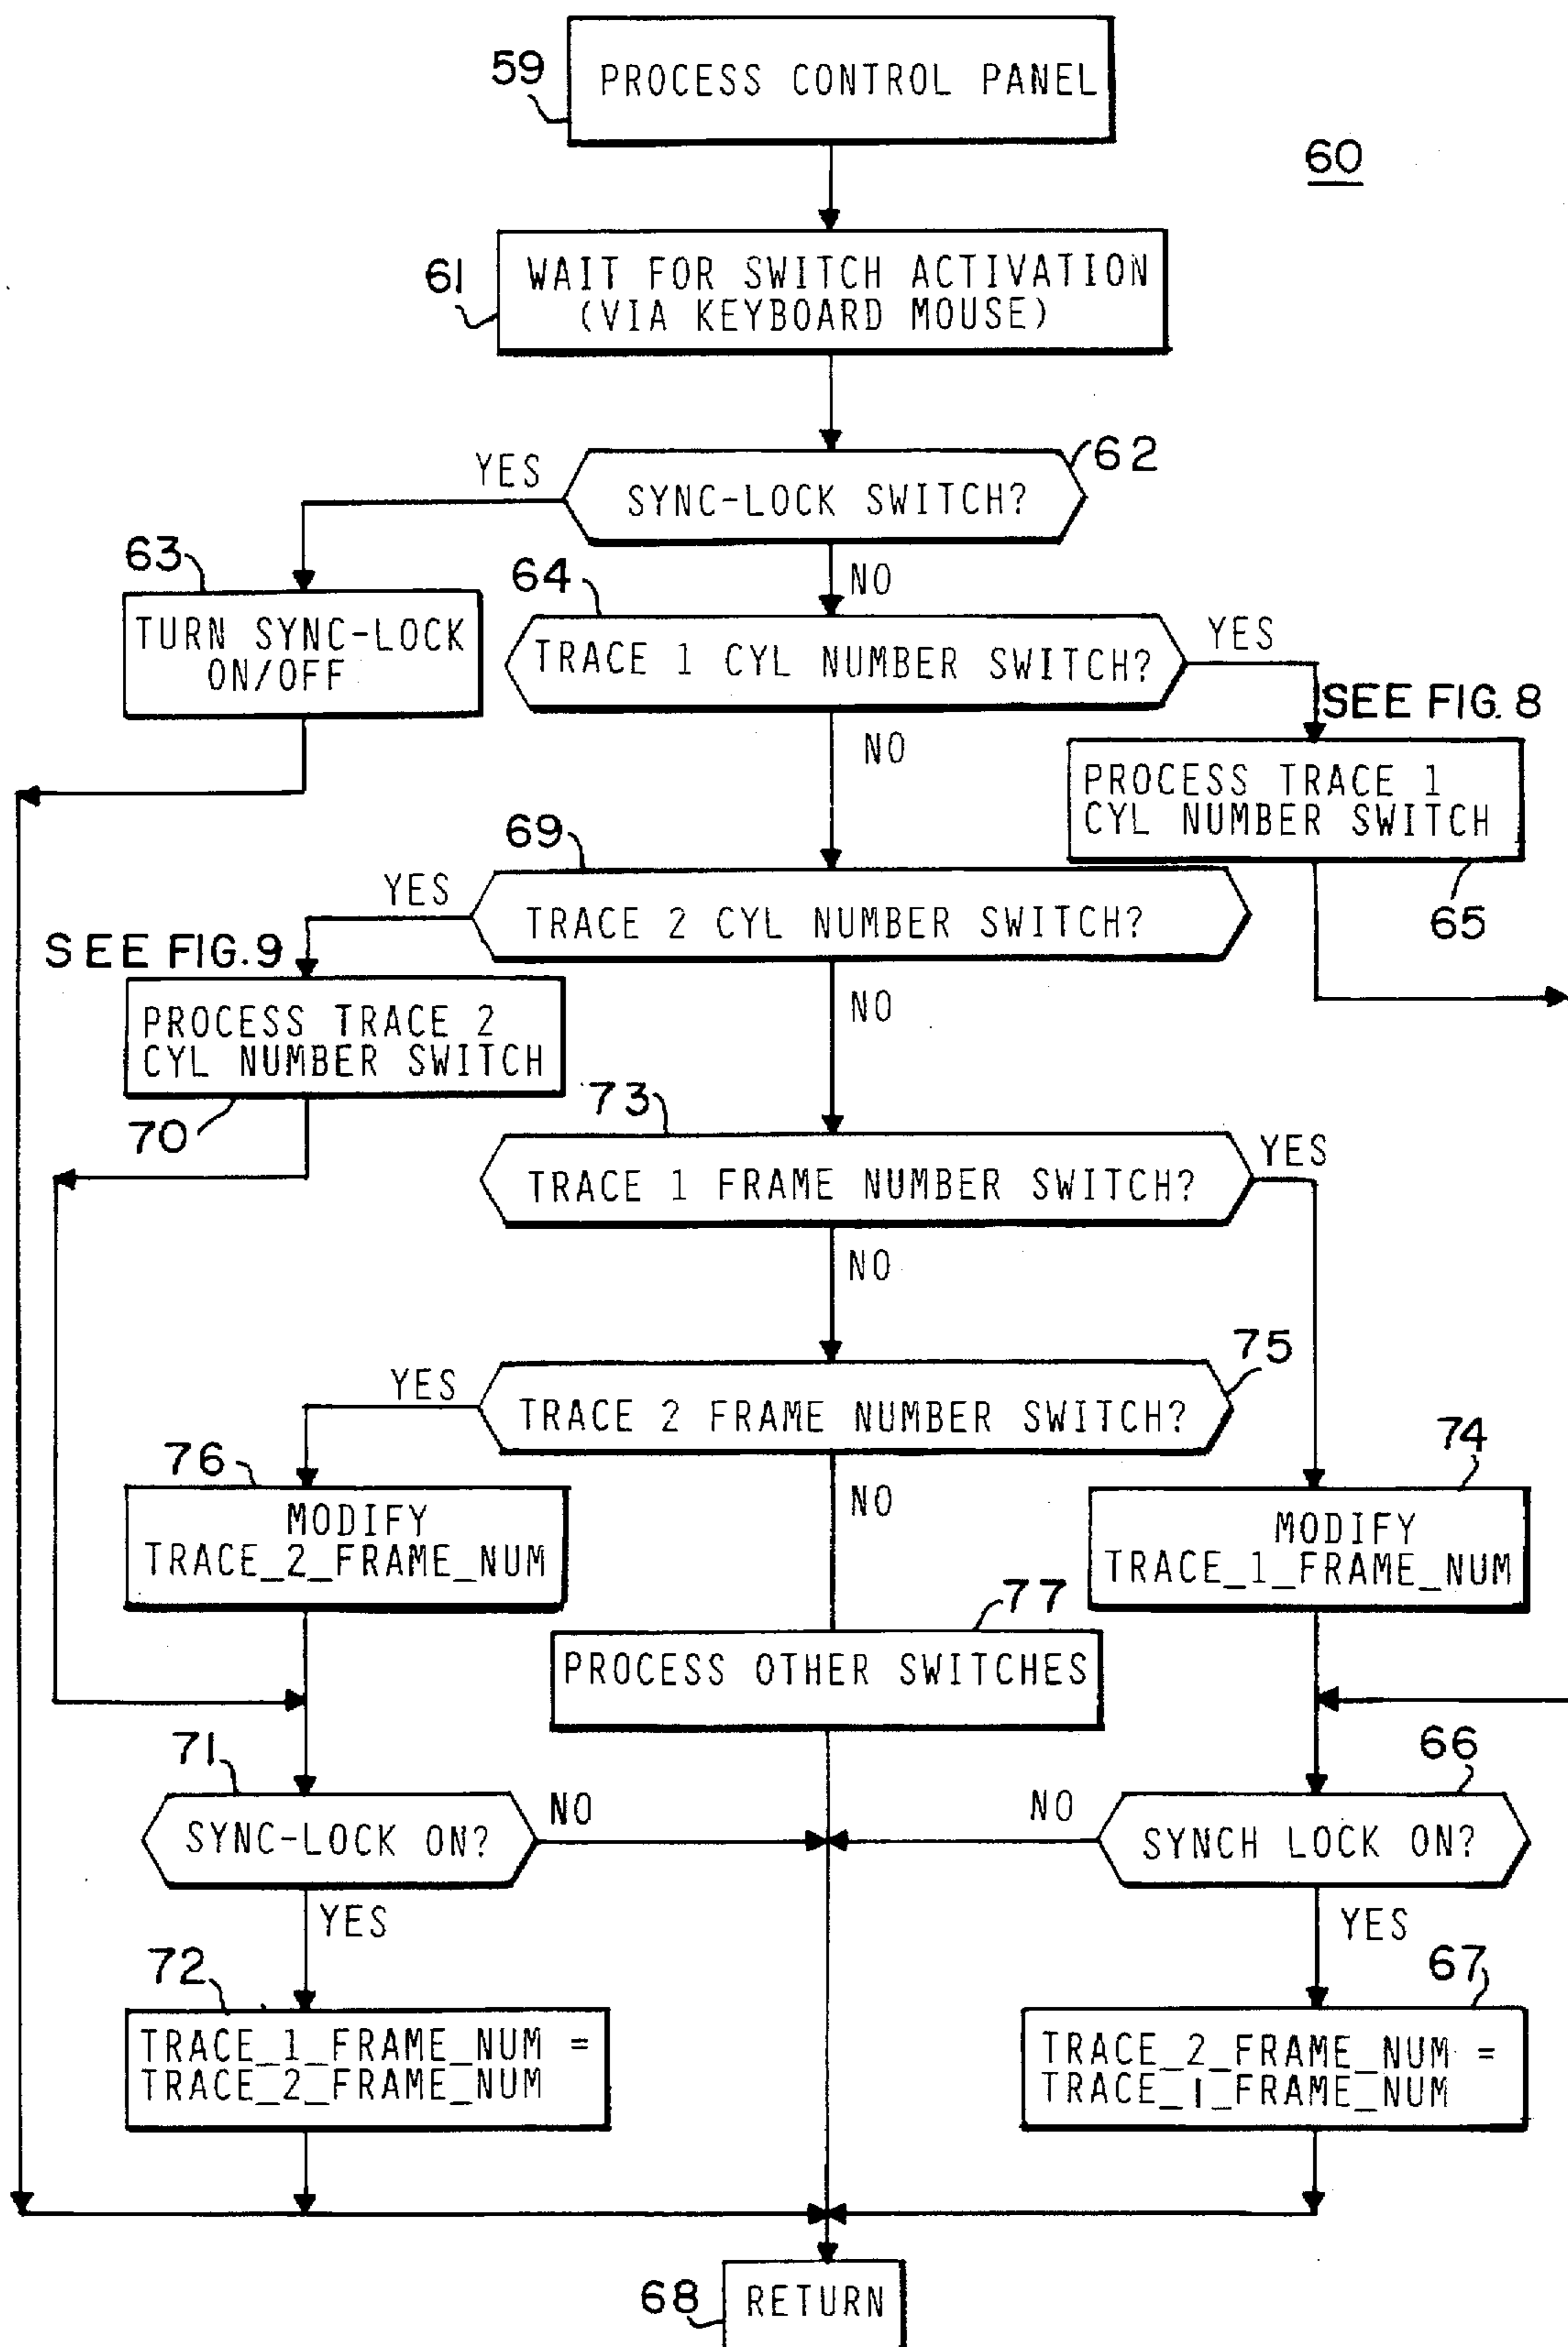 59
PROCESS CONTROL PANEL
60
61
WAIT FOR SWITCH ACTIVATION
(VIA KEYBOARD MOUSE)
YES
62
SYNC-LOCK SWITCH?
63
TURN SYNC-LOCK
ON/OFF
NO
64
TRACE 1 CYL NUMBER SWITCH?
YES
SEE FIG. 8
NO
PROCESS TRACE 1
CYL NUMBER SWITCH
65
69
YES
TRACE 2 CYL NUMBER SWITCH?
SEE FIG. 9
PROCESS TRACE 2
CYL NUMBER SWITCH
70
NO
73
TRACE 1 FRAME NUMBER SWITCH?
YES
NO
75
YES
TRACE 2 FRAME NUMBER SWITCH?
76
MODIFY
TRACE_2_FRAME_NUM
NO
74
MODIFY
TRACE_1_FRAME_NUM
77
PROCESS OTHER SWITCHES
71
SYNC-LOCK ON?
NO
NO
66
SYNCH LOCK ON?
YES
YES
72
TRACE_1_FRAME_NUM =
TRACE_2_FRAME_NUM
67
TRACE_2_FRAME_NUM =
TRACE_1_FRAME_NUM
68
RETURN